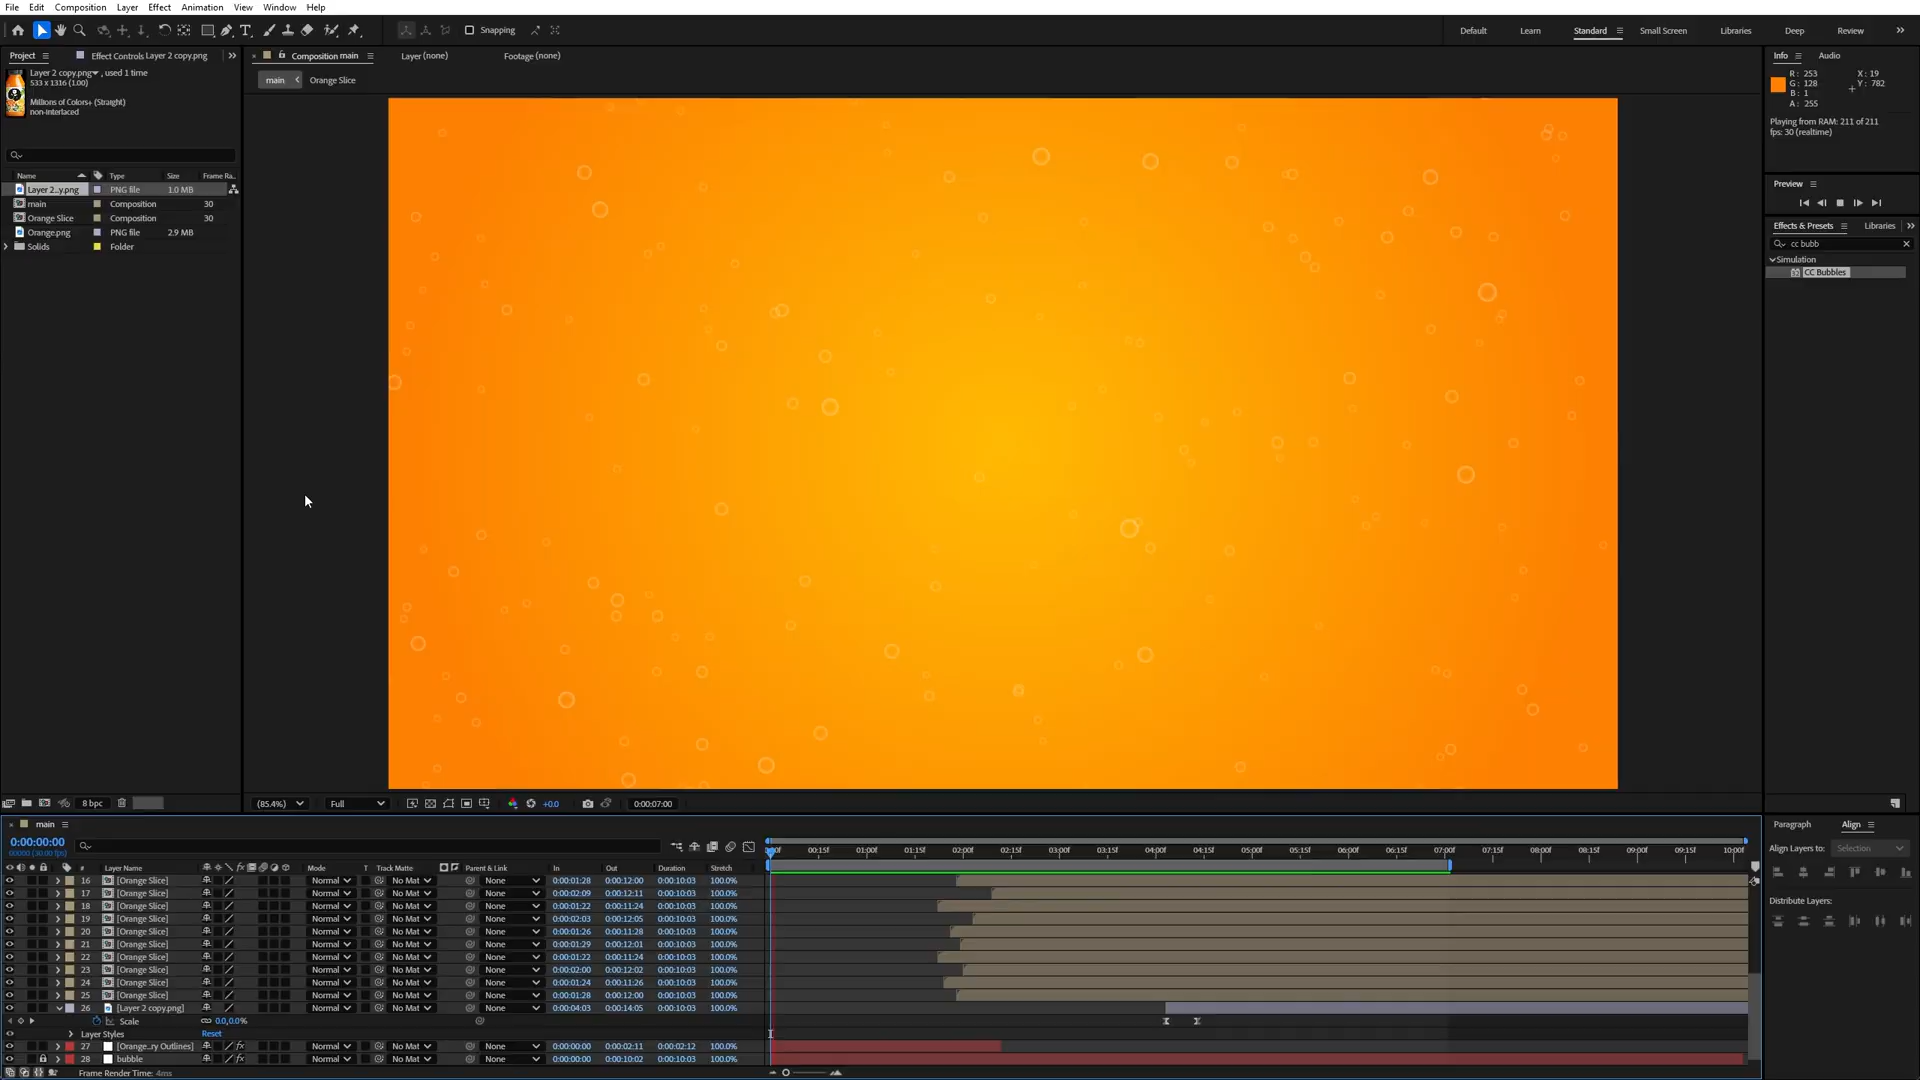 File Edit Composition Layer Effect Animation View Window Help
Snapping
Default Learn Standard Small Screen Libraries Deep Review
Project Effect Controls Layer 2 copy.png
Composition main Layer (none) Footage (none)
main Orange Slice
Layer 2 copy.png , used 1 time
533 x 1316 (1.00)
Millions of Colors+ (Straight)
non-interlaced
Name Type Size Frame Ra..
Layer 2...y.png PNG file 1.0 MB
main Composition 30
Orange Slice Composition 30
Orange.png PNG file 2.9 MB
Solids Folder
8 bpc
(85.4%) Full +0.0 0:00:07:00
Info Audio
R: 253 X: 19
G: 128 Y: 782
B: 1
A: 255
Playing from RAM: 211 of 211
fps: 30 (realtime)
Preview
Effects & Presets Libraries
cc bubb
Simulation
CC Bubbles
main
0:00:00:00
00000 (30.00 fps)
# Layer Name Mode T Track Matte Parent & Link In Out Duration Stretch
00f 00:15f 01:00f 01:15f 02:00f 02:15f 03:00f 03:15f 04:00f 04:15f 05:00f 05:15f 06:00f 06:15f 07:00f 07:15f 08:00f 08:15f 09:00f 09:15f 10:00f
16 [Orange Slice] Normal No Mat None 0:00:01:28 0:00:12:00 0:00:10:03 100.0%
17 [Orange Slice] Normal No Mat None 0:00:02:09 0:00:12:11 0:00:10:03 100.0%
18 [Orange Slice] Normal No Mat None 0:00:01:22 0:00:11:24 0:00:10:03 100.0%
19 [Orange Slice] Normal No Mat None 0:00:02:03 0:00:12:05 0:00:10:03 100.0%
20 [Orange Slice] Normal No Mat None 0:00:01:26 0:00:11:28 0:00:10:03 100.0%
21 [Orange Slice] Normal No Mat None 0:00:01:29 0:00:12:01 0:00:10:03 100.0%
22 [Orange Slice] Normal No Mat None 0:00:01:22 0:00:11:24 0:00:10:03 100.0%
23 [Orange Slice] Normal No Mat None 0:00:02:00 0:00:12:02 0:00:10:03 100.0%
24 [Orange Slice] Normal No Mat None 0:00:01:24 0:00:11:26 0:00:10:03 100.0%
25 [Orange Slice] Normal No Mat None 0:00:01:28 0:00:12:00 0:00:10:03 100.0%
26 [Layer 2 copy.png] Normal No Mat None 0:00:04:03 0:00:14:05 0:00:10:03 100.0%
Scale 0.0,0.0%
Layer Styles Reset
27 [Orange...ry Outlines] Normal No Mat None 0:00:00:00 0:00:02:11 0:00:02:12 100.0%
28 bubble Normal No Mat None 0:00:00:00 0:00:10:02 0:00:10:03 100.0%
Frame Render Time: 4ms
Paragraph Align
Align Layers to: Selection
Distribute Layers: